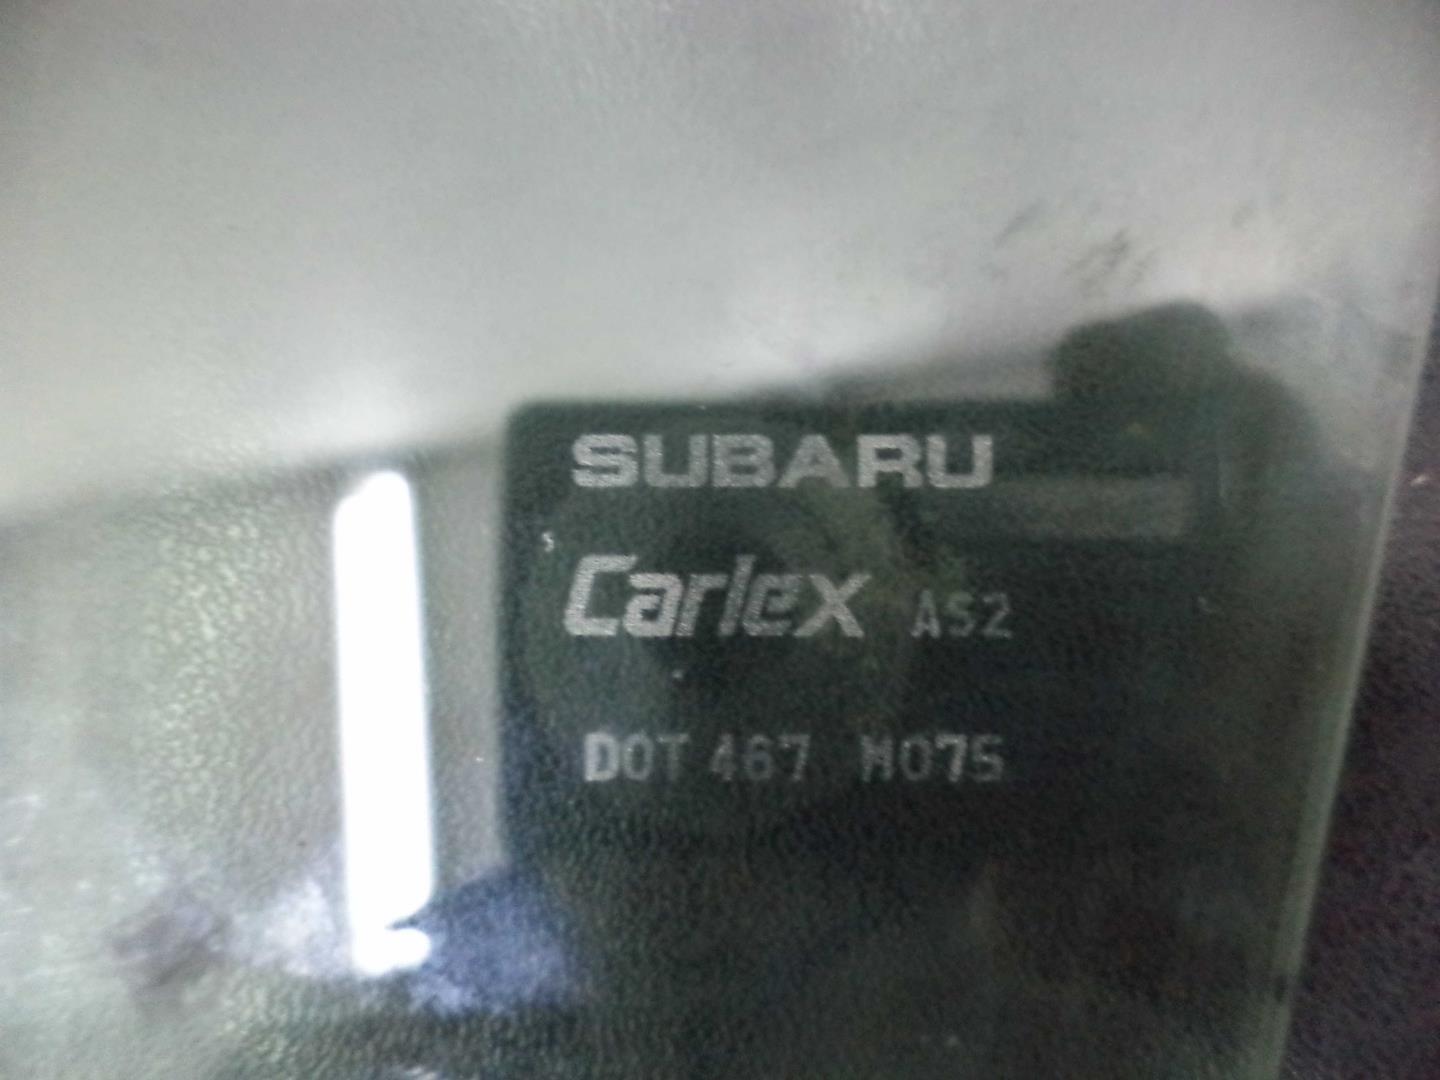 SUBARU
Carlex AS2
DOT 467 M075